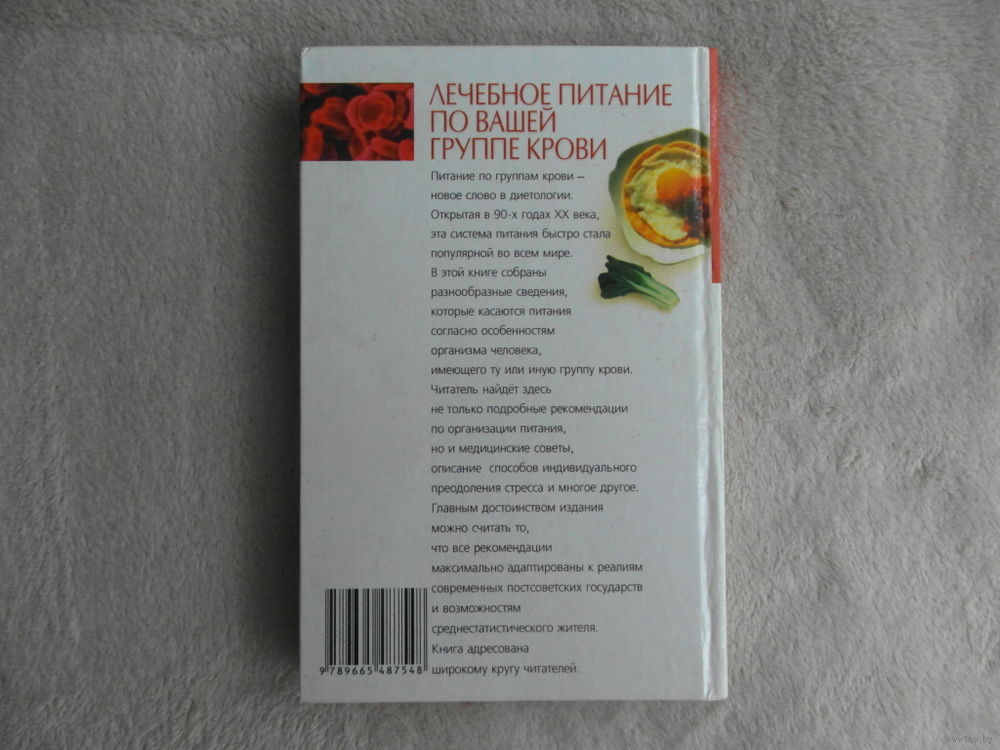 ЛЕЧЕБНОЕ ПИТАНИЕ
ПО ВАШЕЙ
ГРУППЕ КРОВИ
Питание по группам крови –
новое слово в диетологии.
Открытая в 90-х годах XX века,
эта система питания быстро стала
популярной во всем мире.
В этой книге собраны
разнообразные сведения,
которые касаются питания
согласно особенностям
организма человека,
имеющего ту или иную группу крови.
Читатель найдёт здесь
не только подробные рекомендации
по организации питания,
но и медицинские советы,
описание способов индивидуального
преодоления стресса и многое другое.
Главным достоинством издания
можно считать то,
что все рекомендации
максимально адаптированы к реалиям
современных постсоветских государств
и возможностям
среднестатистического жителя.
Книга адресована
широкому кругу читателей.
9 789665 487548